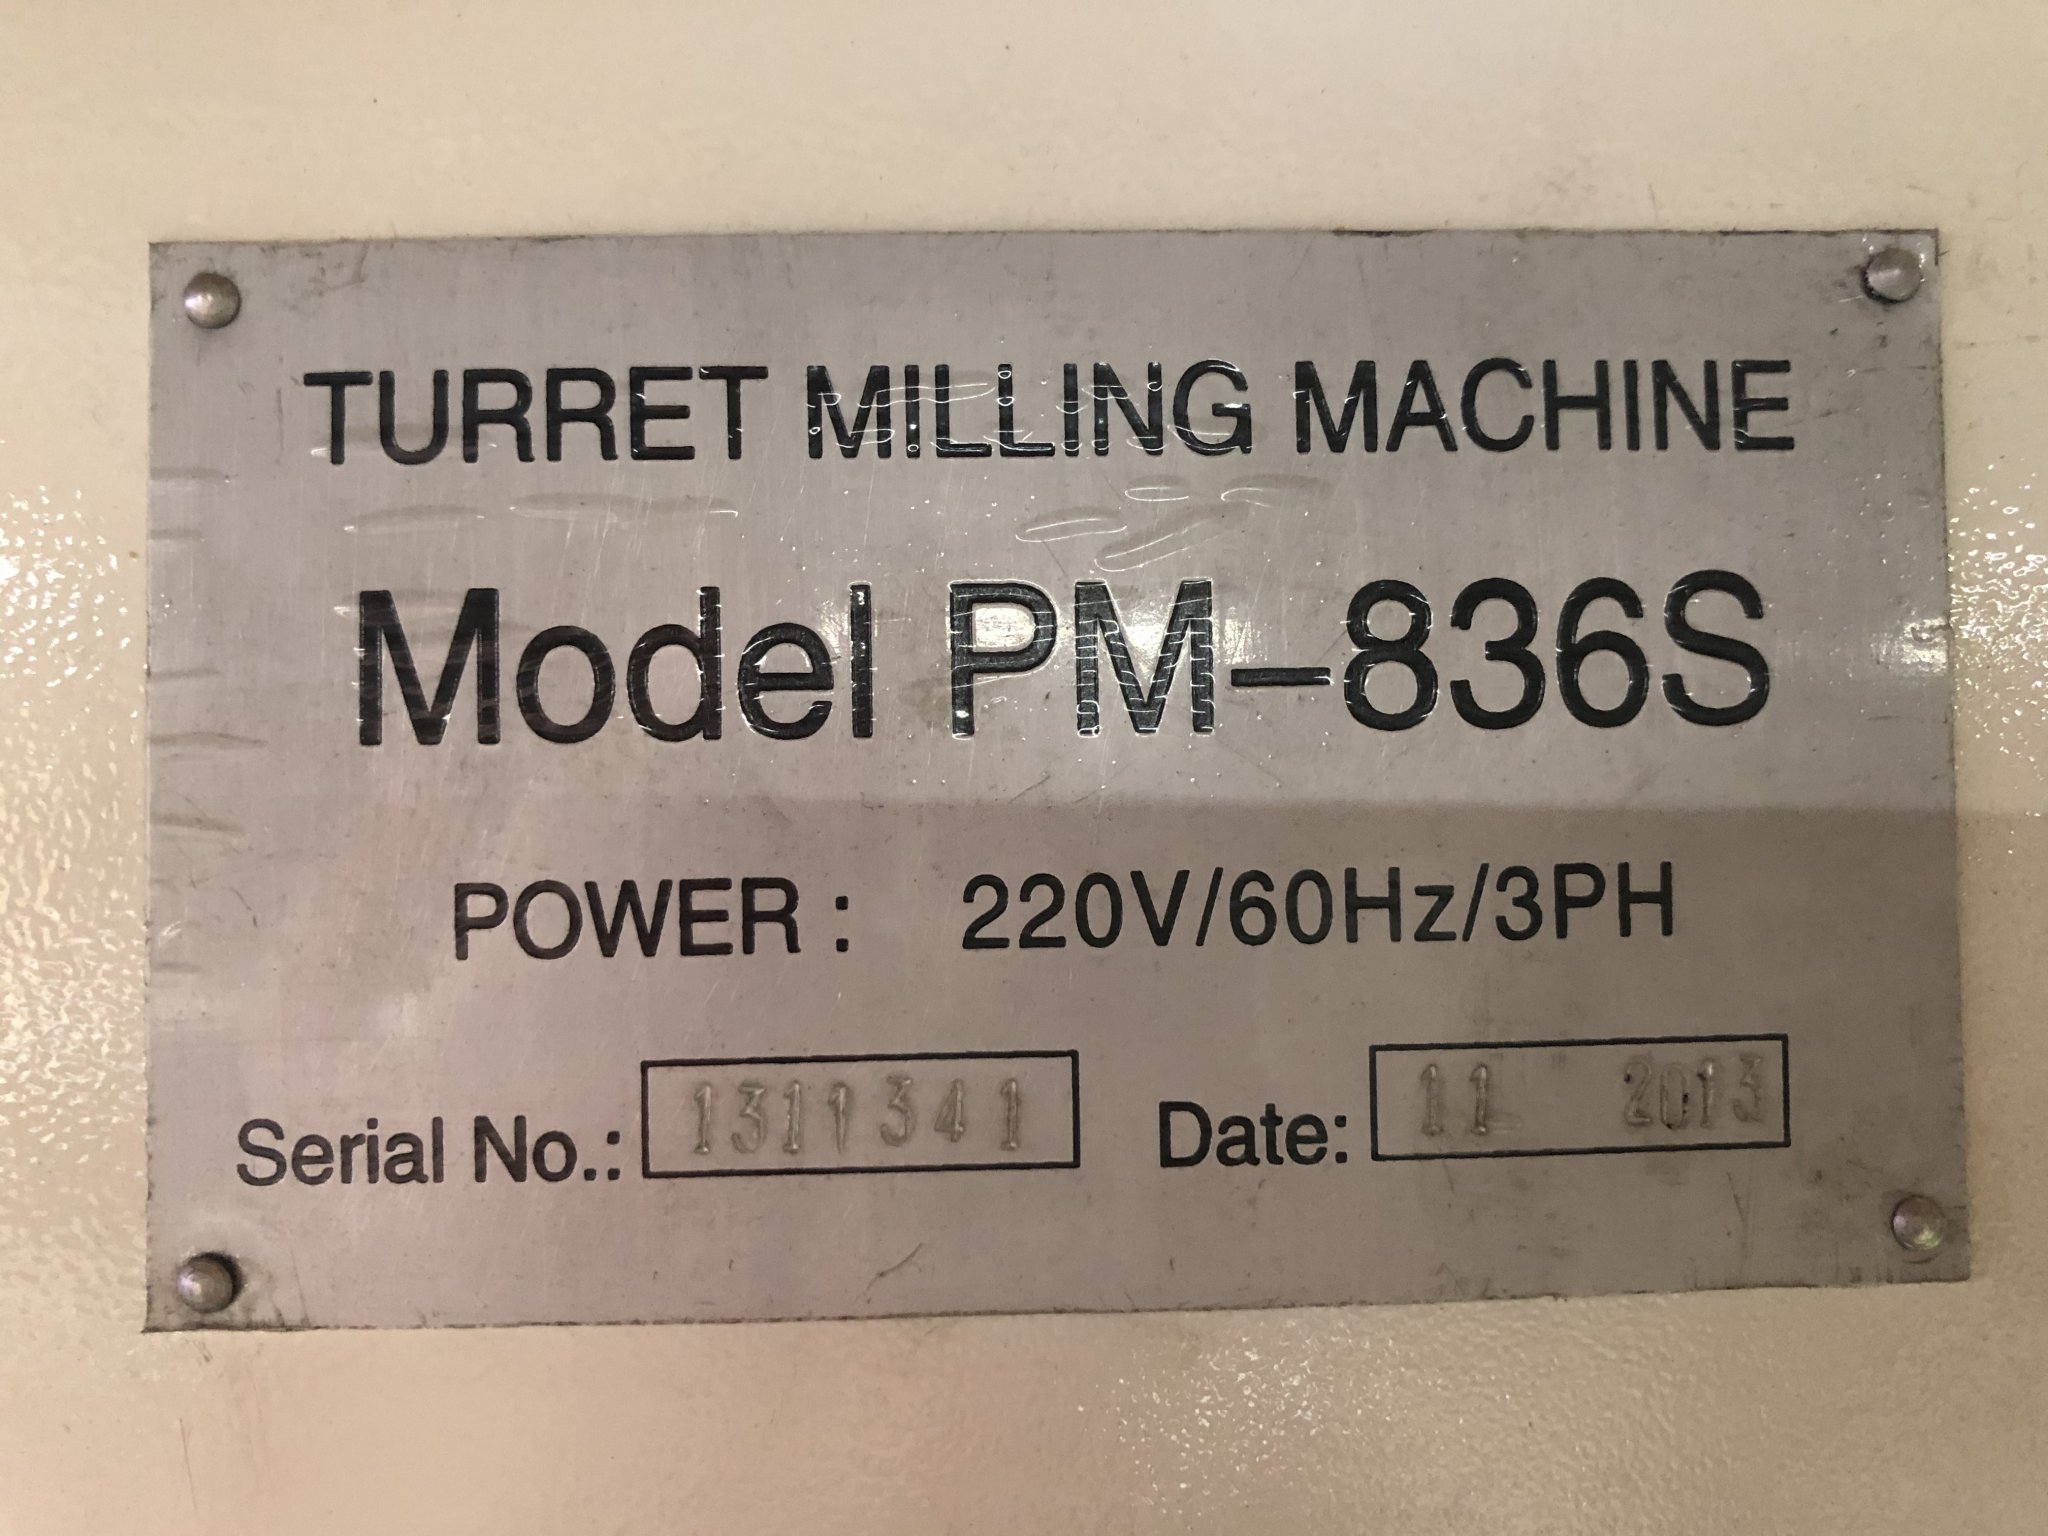 TURRET MILLING MACHINE
Model PM-836S
POWER : 220V/60Hz/3PH
Serial No.: 1311341 Date: 11 2013